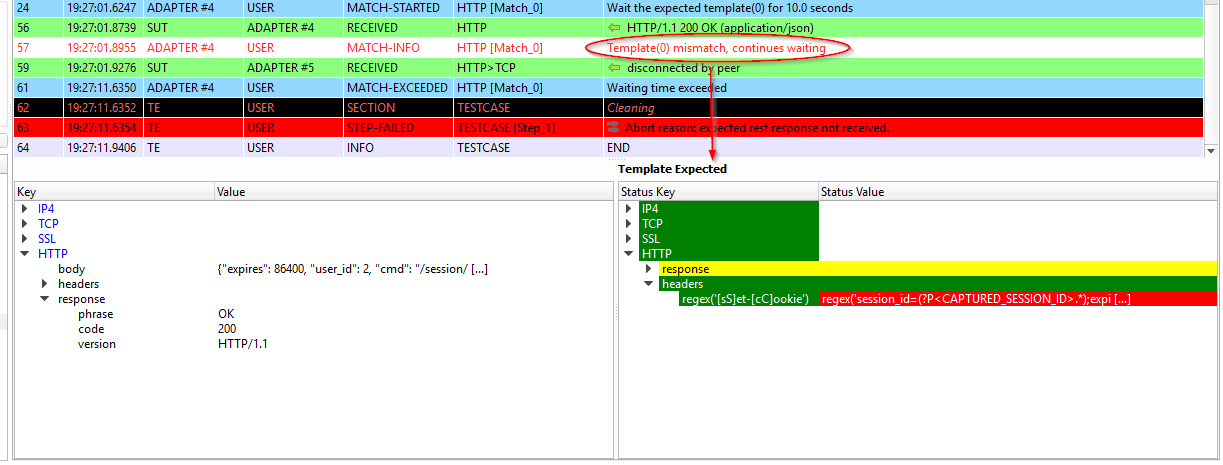 24 19:27:01.6247 ADAPTER #4 USER MATCH-STARTED HTTP [Match_0] Wait the expected template(0) for 10.0 seconds
56 19:27:01.8739 SUT ADAPTER #4 RECEIVED HTTP HTTP/1.1 200 OK (application/json)
57 19:27:01.8955 ADAPTER #4 USER MATCH-INFO HTTP [Match_0] Template(0) mismatch, continues waiting
59 19:27:01.9276 SUT ADAPTER #5 RECEIVED HTTP>TCP disconnected by peer
61 19:27:11.6350 ADAPTER #4 USER MATCH-EXCEEDED HTTP [Match_0] Waiting time exceeded
62 19:27:11.6352 TE USER SECTION TESTCASE Cleaning
63 19:27:11.6354 TE USER STEP-FAILED TESTCASE [Step_1] Abort reason: expected rest response not received.
64 19:27:11.9406 TE USER INFO TESTCASE END
Template Expected
Key Value
IP4
TCP
SSL
HTTP
body {"expires": 86400, "user_id": 2, "cmd": "/session/ [...]
headers
response
phrase OK
code 200
version HTTP/1.1
Status Key Status Value
IP4
TCP
SSL
HTTP
response
headers
regex('[sS]et-[cC]ookie') regex('session_id=(?P<CAPTURED_SESSION_ID>.*);expi [...]